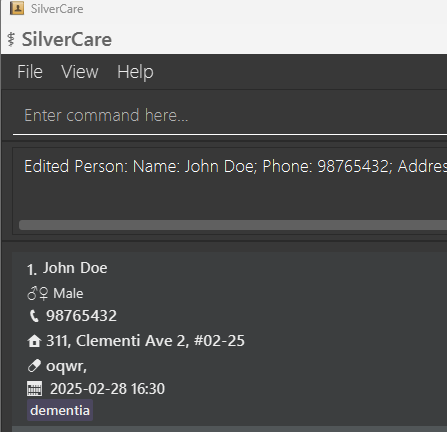 SilverCare
SilverCare
File View Help
Enter command here...
Edited Person: Name: John Doe; Phone: 98765432; Addres
1. John Doe
Male
98765432
311, Clementi Ave 2, #02-25
oqwr,
2025-02-28 16:30
dementia